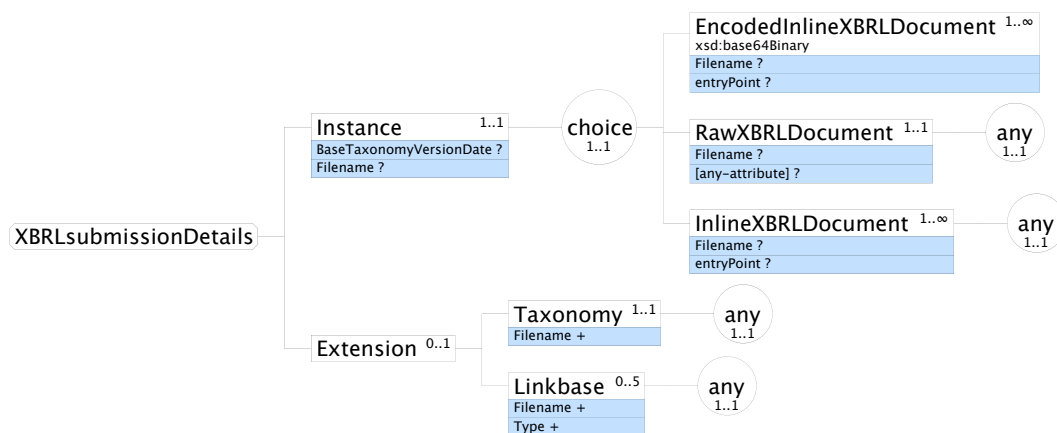 EncodedInlineXBRLDocument 1..∞
xsd:base64Binary
Filename ?
entryPoint ?
Instance 1..1
BaseTaxonomyVersionDate ?
Filename ?
choice
1..1
RawXBRLDocument 1..1
Filename ?
[any-attribute] ?
any
1..1
XBRLsubmissionDetails
InlineXBRLDocument 1..∞
Filename ?
entryPoint ?
any
1..1
Extension 0..1
Taxonomy 1..1
Filename +
any
1..1
Linkbase 0..5
Filename +
Type +
any
1..1